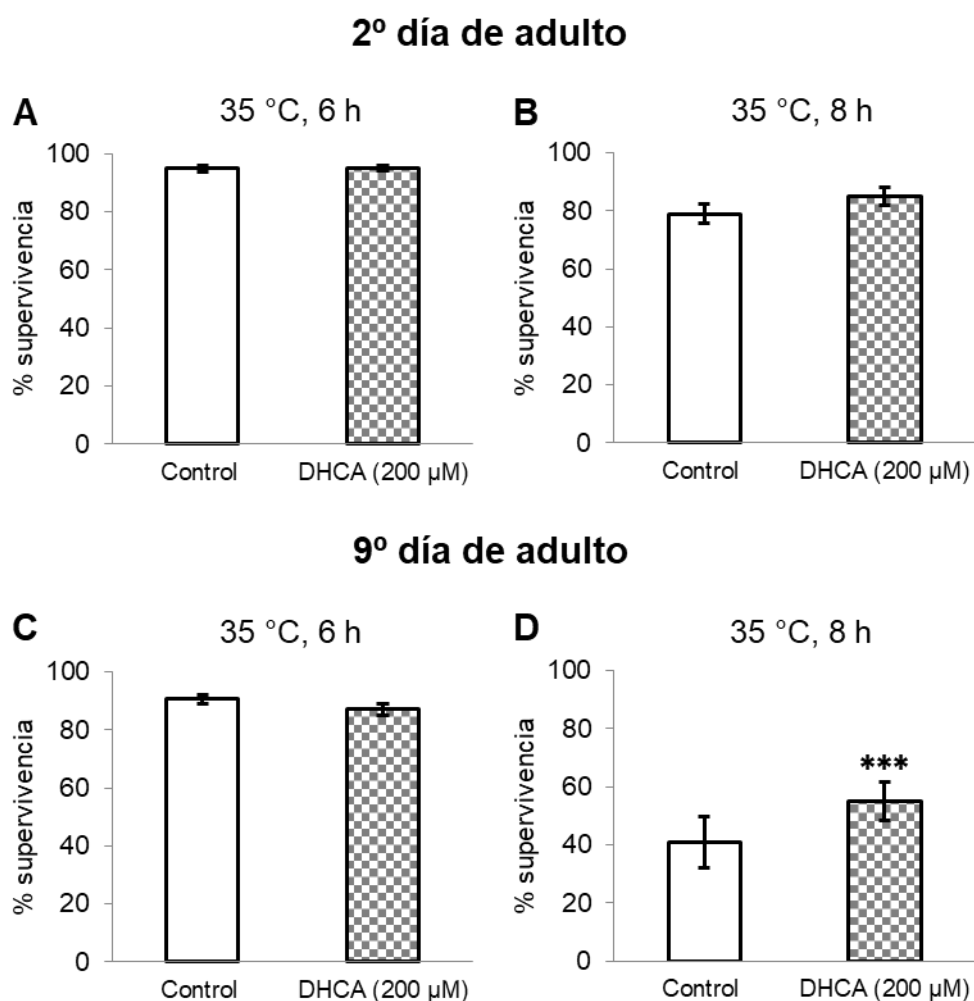 2º día de adulto
A
35 °C, 6 h
% supervivencia
100
80
60
40
20
0
Control
DHCA (200 µM)
B
35 °C, 8 h
% supervivencia
100
80
60
40
20
0
Control
DHCA (200 µM)
9º día de adulto
C
35 °C, 6 h
% supervivencia
100
80
60
40
20
0
Control
DHCA (200 µM)
D
35 °C, 8 h
% supervivencia
100
80
60
40
20
0
***
Control
DHCA (200 µM)